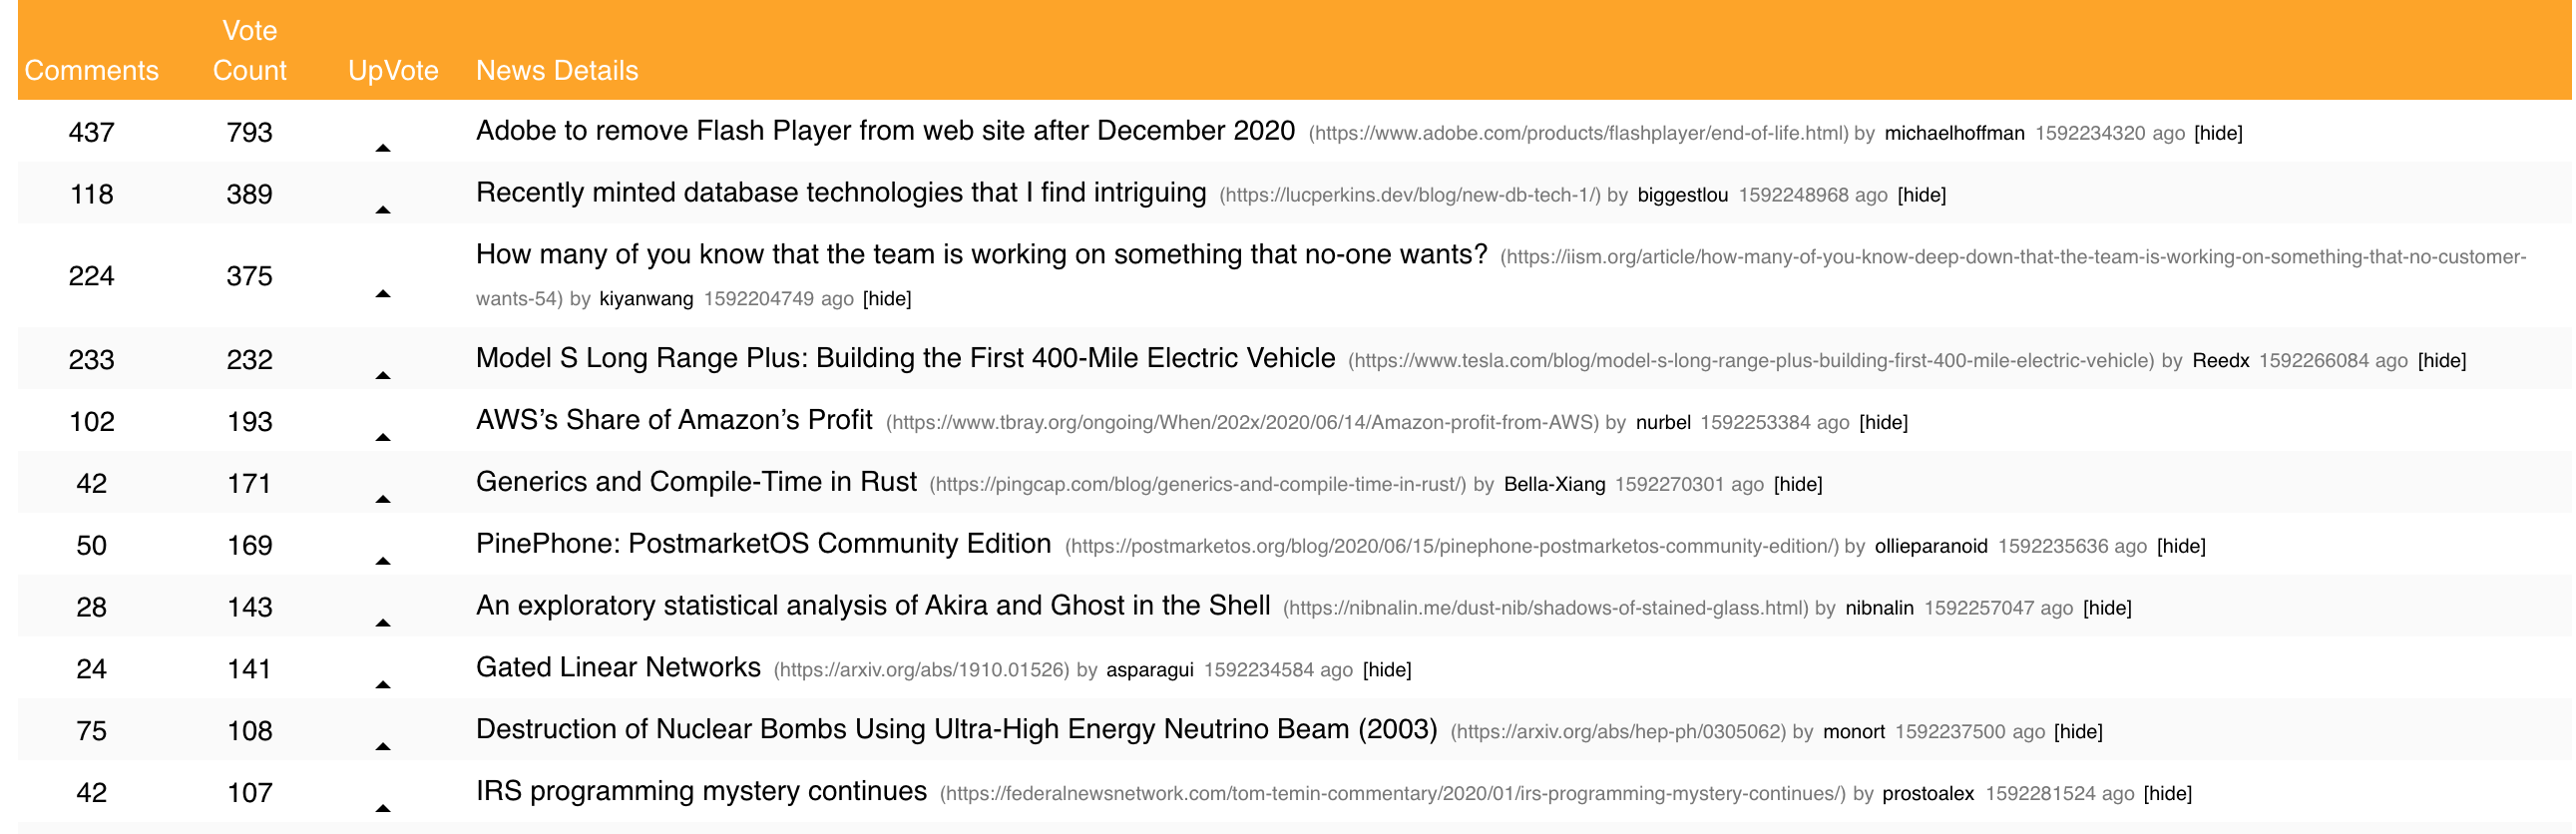 Comments Vote Count UpVote News Details
437 793 Adobe to remove Flash Player from web site after December 2020 (https://www.adobe.com/products/flashplayer/end-of-life.html) by michaelhoffman 1592234320 ago [hide]
118 389 Recently minted database technologies that I find intriguing (https://lucperkins.dev/blog/new-db-tech-1/) by biggestlou 1592248968 ago [hide]
224 375 How many of you know that the team is working on something that no-one wants? (https://iism.org/article/how-many-of-you-know-deep-down-that-the-team-is-working-on-something-that-no-customer-
wants-54) by kiyanwang 1592204749 ago [hide]
233 232 Model S Long Range Plus: Building the First 400-Mile Electric Vehicle (https://www.tesla.com/blog/model-s-long-range-plus-building-first-400-mile-electric-vehicle) by Reedx 1592266084 ago [hide]
102 193 AWS’s Share of Amazon’s Profit (https://www.tbray.org/ongoing/When/202x/2020/06/14/Amazon-profit-from-AWS) by nurbel 1592253384 ago [hide]
42 171 Generics and Compile-Time in Rust (https://pingcap.com/blog/generics-and-compile-time-in-rust/) by Bella-Xiang 1592270301 ago [hide]
50 169 PinePhone: PostmarketOS Community Edition (https://postmarketos.org/blog/2020/06/15/pinephone-postmarketos-community-edition/) by ollieparanoid 1592235636 ago [hide]
28 143 An exploratory statistical analysis of Akira and Ghost in the Shell (https://nibnalin.me/dust-nib/shadows-of-stained-glass.html) by nibnalin 1592257047 ago [hide]
24 141 Gated Linear Networks (https://arxiv.org/abs/1910.01526) by asparagui 1592234584 ago [hide]
75 108 Destruction of Nuclear Bombs Using Ultra-High Energy Neutrino Beam (2003) (https://arxiv.org/abs/hep-ph/0305062) by monort 1592237500 ago [hide]
42 107 IRS programming mystery continues (https://federalnewsnetwork.com/tom-temin-commentary/2020/01/irs-programming-mystery-continues/) by prostoalex 1592281524 ago [hide]